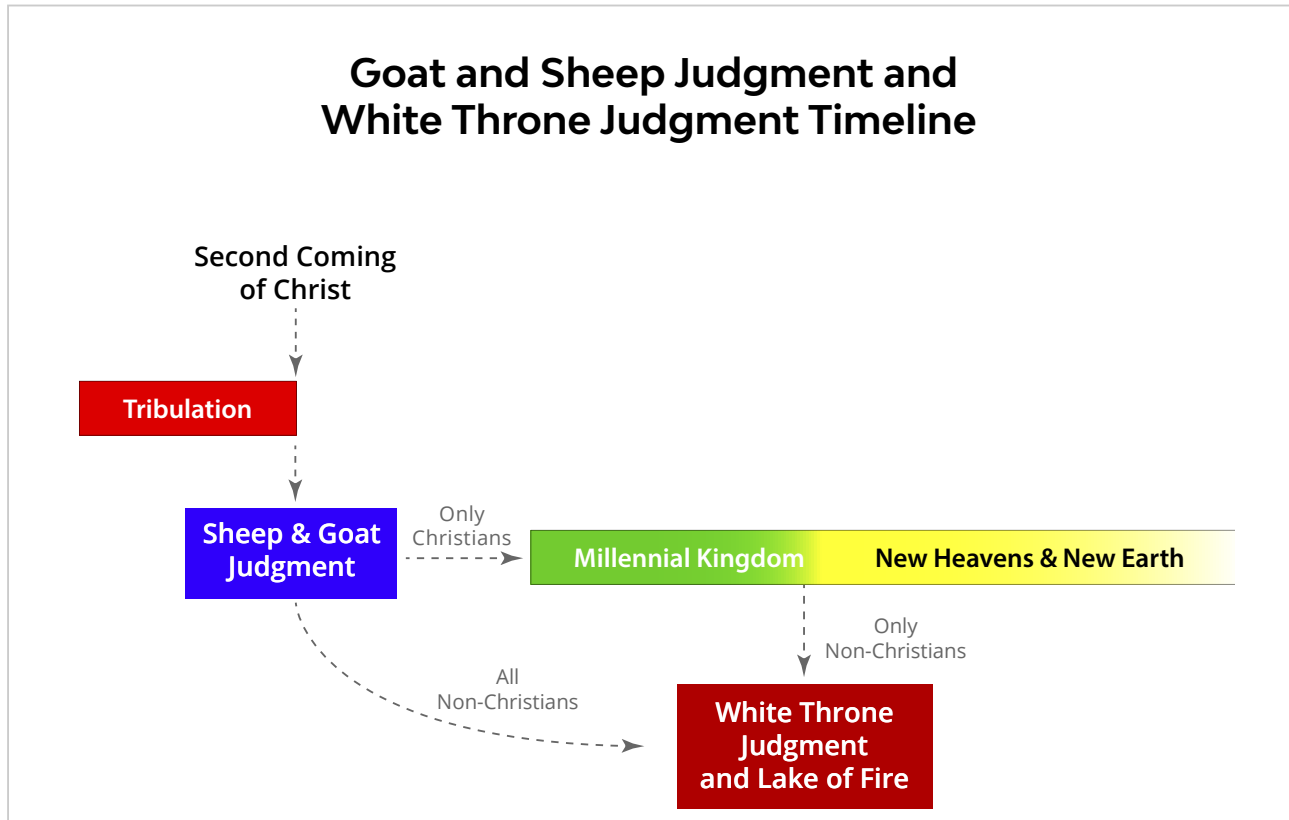 Goat and Sheep Judgment and
White Throne Judgment Timeline
Second Coming
of Christ
Tribulation
Sheep & Goat
Judgment
Only
Christians
Millennial Kingdom
New Heavens & New Earth
Only
Non-Christians
All
Non-Christians
White Throne
Judgment
and Lake of Fire